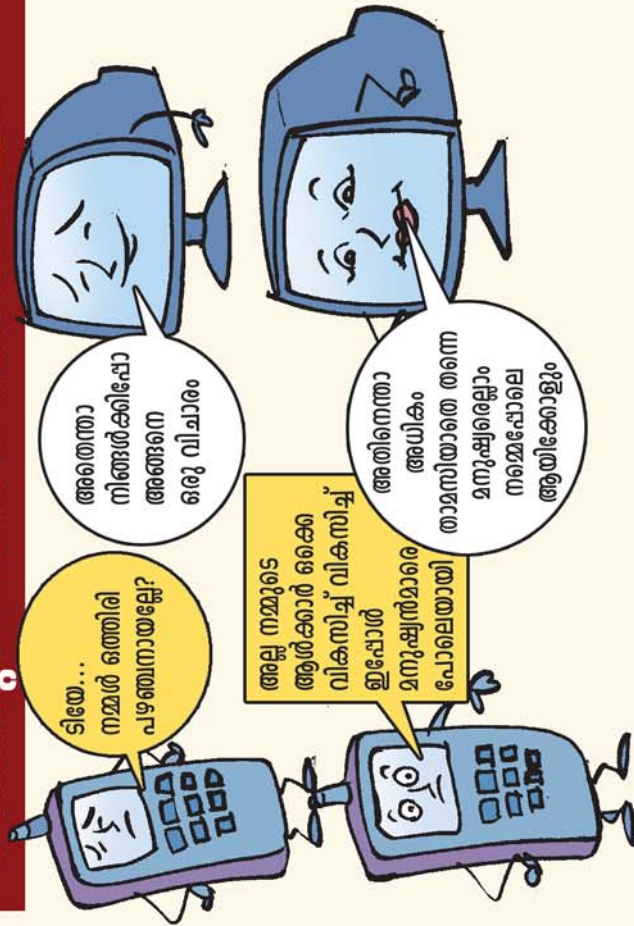 ടിയേ...
നമ്മൾ ഒത്തിരി
പഴഞ്ചനായല്ലേ?
അതെന്താ
നിങ്ങൾക്കിപ്പോ
അങ്ങനെ
ഒരു വിചാരം
അല്ല നമ്മുടെ
ആൾക്കാർ ഒക്കെ
വികസിച്ച് വികസിച്ച്
ഇപ്പോൾ
മനുഷ്യൻമാരെ
പോലെയായി
അതിനെന്താ
അധികം
താമസിയാതെ തന്നെ
മനുഷ്യരെല്ലാം
നമ്മെപ്പോലെ
ആയിക്കോളും